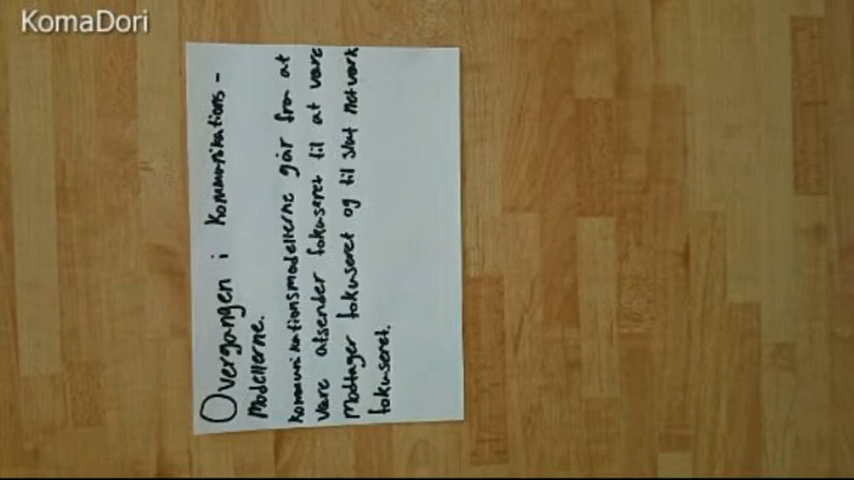 KomaDori
Overgangen i Kommunikations-
Modellerne.
Kommunikationsmodellerne går fra at
være afsender fokuseret til at være
Modtager fokuseret og til slut netværk
fokuseret.